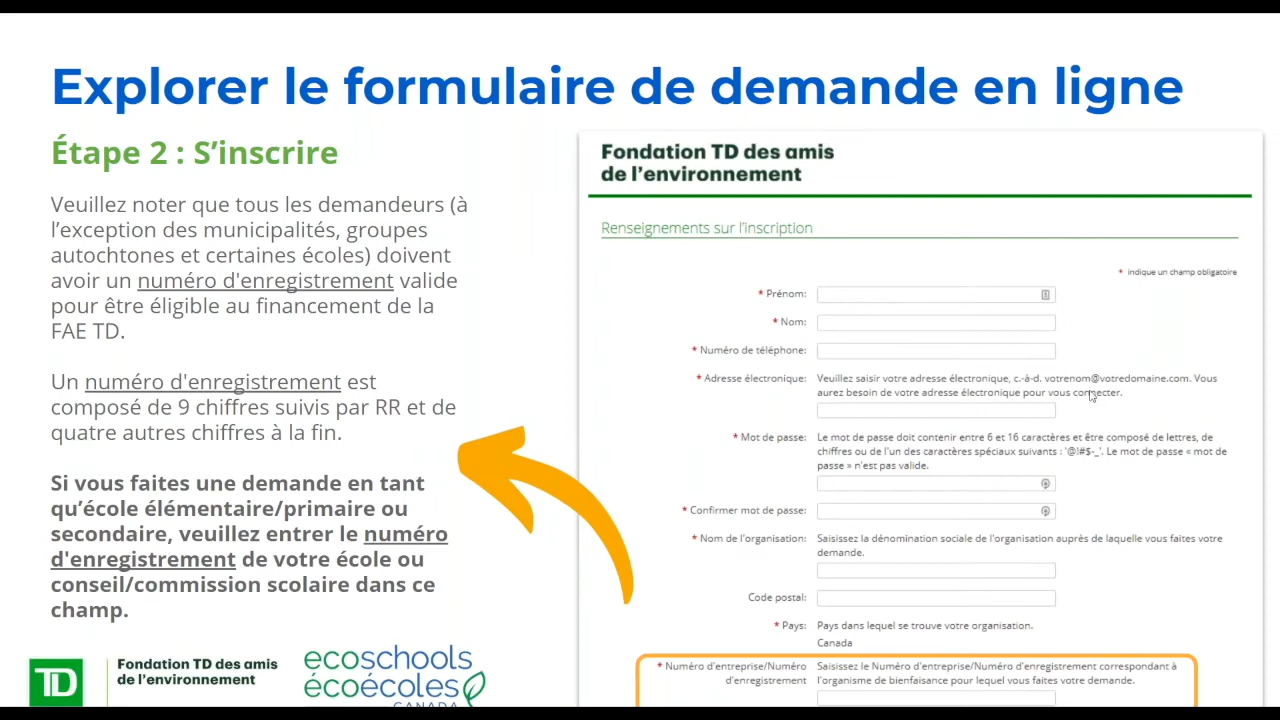 Explorer le formulaire de demande en ligne
Étape 2 : S’inscrire
Veuillez noter que tous les demandeurs (à
l’exception des municipalités, groupes
autochtones et certaines écoles) doivent
avoir un numéro d'enregistrement valide
pour être éligible au financement de la
FAE TD.
Un numéro d'enregistrement est
composé de 9 chiffres suivis par RR et de
quatre autres chiffres à la fin.
Si vous faites une demande en tant
qu’école élémentaire/primaire ou
secondaire, veuillez entrer le numéro
d'enregistrement de votre école ou
conseil/commission scolaire dans ce
champ.
TD
Fondation TD des amis
de l’environnement
ecoschools
écoécoles
CANADA
Fondation TD des amis
de l’environnement
Renseignements sur l’inscription
* indique un champ obligatoire
* Prénom:
* Nom:
* Numéro de téléphone:
* Adresse électronique: Veuillez saisir votre adresse électronique, c.-à-d. votrenom@votredomaine.com. Vous
aurez besoin de votre adresse électronique pour vous connecter.
* Mot de passe: Le mot de passe doit contenir entre 6 et 16 caractères et être composé de lettres, de
chiffres ou de l'un des caractères spéciaux suivants : '@!#$-_'. Le mot de passe « mot de
passe » n'est pas valide.
* Confirmer mot de passe:
* Nom de l'organisation: Saisissez la dénomination sociale de l'organisation auprès de laquelle vous faites votre
demande.
Code postal:
* Pays: Pays dans lequel se trouve votre organisation.
Canada
* Numéro d'entreprise/Numéro Saisissez le Numéro d'entreprise/Numéro d'enregistrement correspondant à
d'enregistrement l'organisme de bienfaisance pour lequel vous faites votre demande.